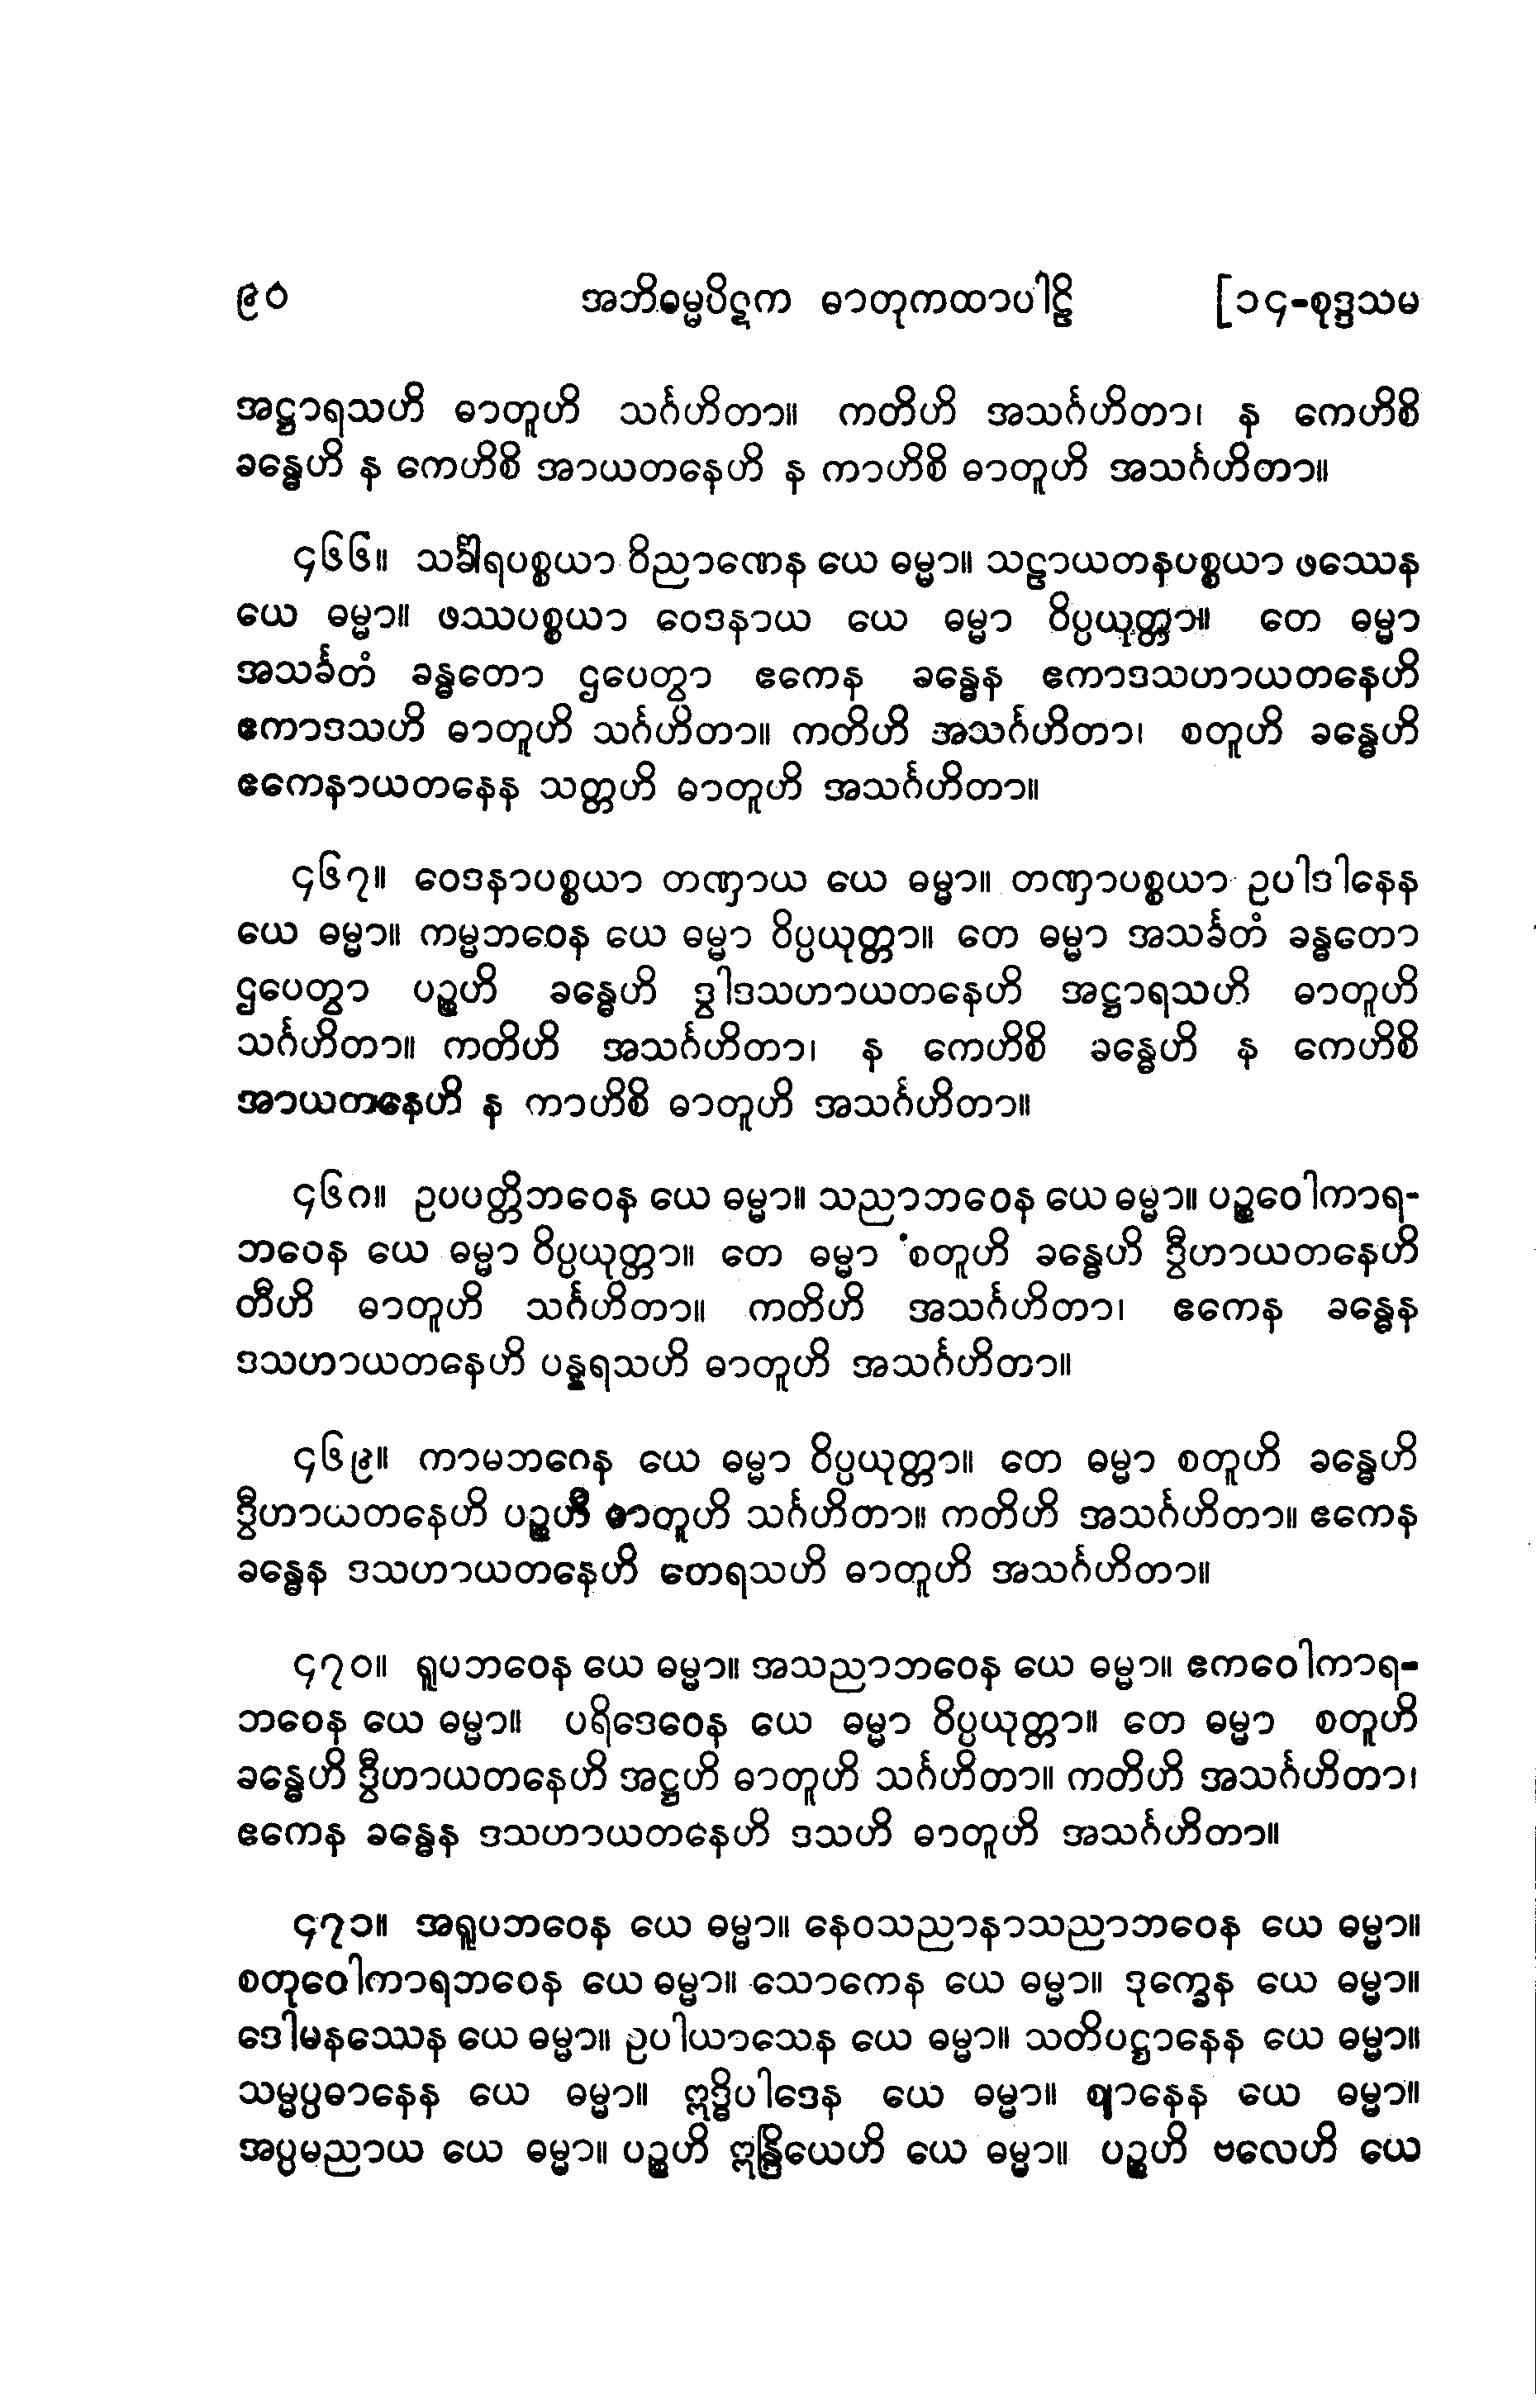 ၉၀ အဘိဓမ္မပိဋက ဓာတုကထာပါဠိ [၁၄-စုဒ္ဒသမ
အဋ္ဌာရသဟိ ဓာတူဟိ သင်္ဂဟိတာ။ ကတိဟိ အသင်္ဂဟိတာ၊ န ကေဟိစိ
ခန္ဓေဟိ န ကေဟိစိ အာယတနေဟိ န ကာဟိစိ ဓာတူဟိ အသင်္ဂဟိတာ။
၄၆၆။ သင်္ခါရပစ္စယာ ဝိညာဏေန ယေ ဓမ္မာ။ သဠာယတနပစ္စယာ ဖဿေန
ယေ ဓမ္မာ။ ဖဿပစ္စယာ ဝေဒနာယ ယေ ဓမ္မာ ဝိပ္ပယုတ္တာ။ တေ ဓမ္မာ
အသင်္ခတံ ခန္ဓတော ဌပေတွာ ဧကေန ခန္ဓေန ဧကာဒသဟာယတနေဟိ
ဧကာဒသဟိ ဓာတူဟိ သင်္ဂဟိတာ။ ကတိဟိ အသင်္ဂဟိတာ၊ စတူဟိ ခန္ဓေဟိ
ဧကေနာယတနေန သတ္တဟိ ဓာတူဟိ အသင်္ဂဟိတာ။
၄၆၇။ ဝေဒနာပစ္စယာ တဏှာယ ယေ ဓမ္မာ။ တဏှာပစ္စယာ ဥပါဒါနေန
ယေ ဓမ္မာ။ ကမ္မဘဝေန ယေ ဓမ္မာ ဝိပ္ပယုတ္တာ။ တေ ဓမ္မာ အသင်္ခတံ ခန္ဓတော
ဌပေတွာ ပဉ္စဟိ ခန္ဓေဟိ ဒွါဒသဟာယတနေဟိ အဋ္ဌာရသဟိ ဓာတူဟိ
သင်္ဂဟိတာ။ ကတိဟိ အသင်္ဂဟိတာ၊ န ကေဟိစိ ခန္ဓေဟိ န ကေဟိစိ
အာယတနေဟိ န ကာဟိစိ ဓာတူဟိ အသင်္ဂဟိတာ။
၄၆၈။ ဥပပတ္တိဘဝေန ယေ ဓမ္မာ။ သညာဘဝေန ယေ ဓမ္မာ။ ပဉ္စဝေါကာရ-
ဘဝေန ယေ ဓမ္မာ ဝိပ္ပယုတ္တာ။ တေ ဓမ္မာ စတူဟိ ခန္ဓေဟိ ဒွီဟာယတနေဟိ
တီဟိ ဓာတူဟိ သင်္ဂဟိတာ။ ကတိဟိ အသင်္ဂဟိတာ၊ ဧကေန ခန္ဓေန
ဒသဟာယတနေဟိ ပန္နရသဟိ ဓာတူဟိ အသင်္ဂဟိတာ။
၄၆၉။ ကာမဘဝေန ယေ ဓမ္မာ ဝိပ္ပယုတ္တာ။ တေ ဓမ္မာ စတူဟိ ခန္ဓေဟိ
ဒွီဟာယတနေဟိ ပဉ္စဟိ ဓာတူဟိ သင်္ဂဟိတာ။ ကတိဟိ အသင်္ဂဟိတာ။ ဧကေန
ခန္ဓေန ဒသဟာယတနေဟိ တေရသဟိ ဓာတူဟိ အသင်္ဂဟိတာ။
၄၇၀။ ရူပဘဝေန ယေ ဓမ္မာ။ အသညာဘဝေန ယေ ဓမ္မာ။ ဧကဝေါကာရ-
ဘဝေန ယေ ဓမ္မာ။ ပရိဒေဝေန ယေ ဓမ္မာ ဝိပ္ပယုတ္တာ။ တေ ဓမ္မာ စတူဟိ
ခန္ဓေဟိ ဒွီဟာယတနေဟိ အဋ္ဌဟိ ဓာတူဟိ သင်္ဂဟိတာ။ ကတိဟိ အသင်္ဂဟိတာ၊
ဧကေန ခန္ဓေန ဒသဟာယတနေဟိ ဒသဟိ ဓာတူဟိ အသင်္ဂဟိတာ။
၄၇၁။ အရူပဘဝေန ယေ ဓမ္မာ။ နေဝသညာနာသညာဘဝေန ယေ ဓမ္မာ။
စတုဝေါကာရဘဝေန ယေ ဓမ္မာ။ သောကေန ယေ ဓမ္မာ။ ဒုက္ခေန ယေ ဓမ္မာ။
ဒေါမနဿေန ယေ ဓမ္မာ။ ဥပါယာသေန ယေ ဓမ္မာ။ သတိပဋ္ဌာနေန ယေ ဓမ္မာ။
သမ္မပ္ပဓာနေန ယေ ဓမ္မာ။ ဣဒ္ဓိပါဒေန ယေ ဓမ္မာ။ ဈာနေန ယေ ဓမ္မာ။
အပ္ပမညာယ ယေ ဓမ္မာ။ ပဉ္စဟိ ဣန္ဒြိယေဟိ ယေ ဓမ္မာ။ ပဉ္စဟိ ဗလေဟိ ယေ